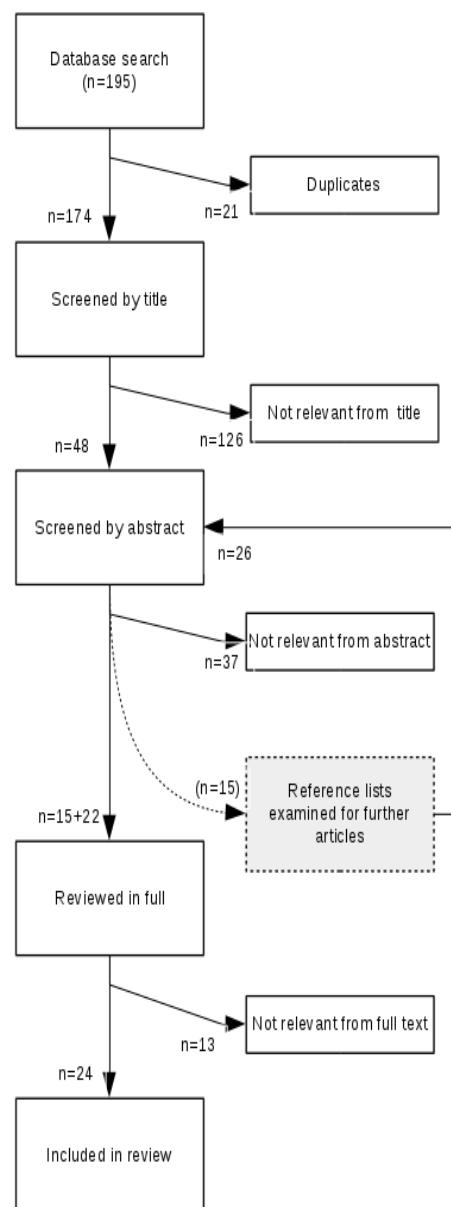 Database search
(n=195)
Duplicates
n=174
n=21
Screened by title
Not relevant from title
n=48
n=126
Screened by abstract
n=26
Not relevant from abstract
n=37
(n=15)
Reference lists
examined for further
articles
n=15+22
Reviewed in full
Not relevant from full text
n=13
n=24
Included in review